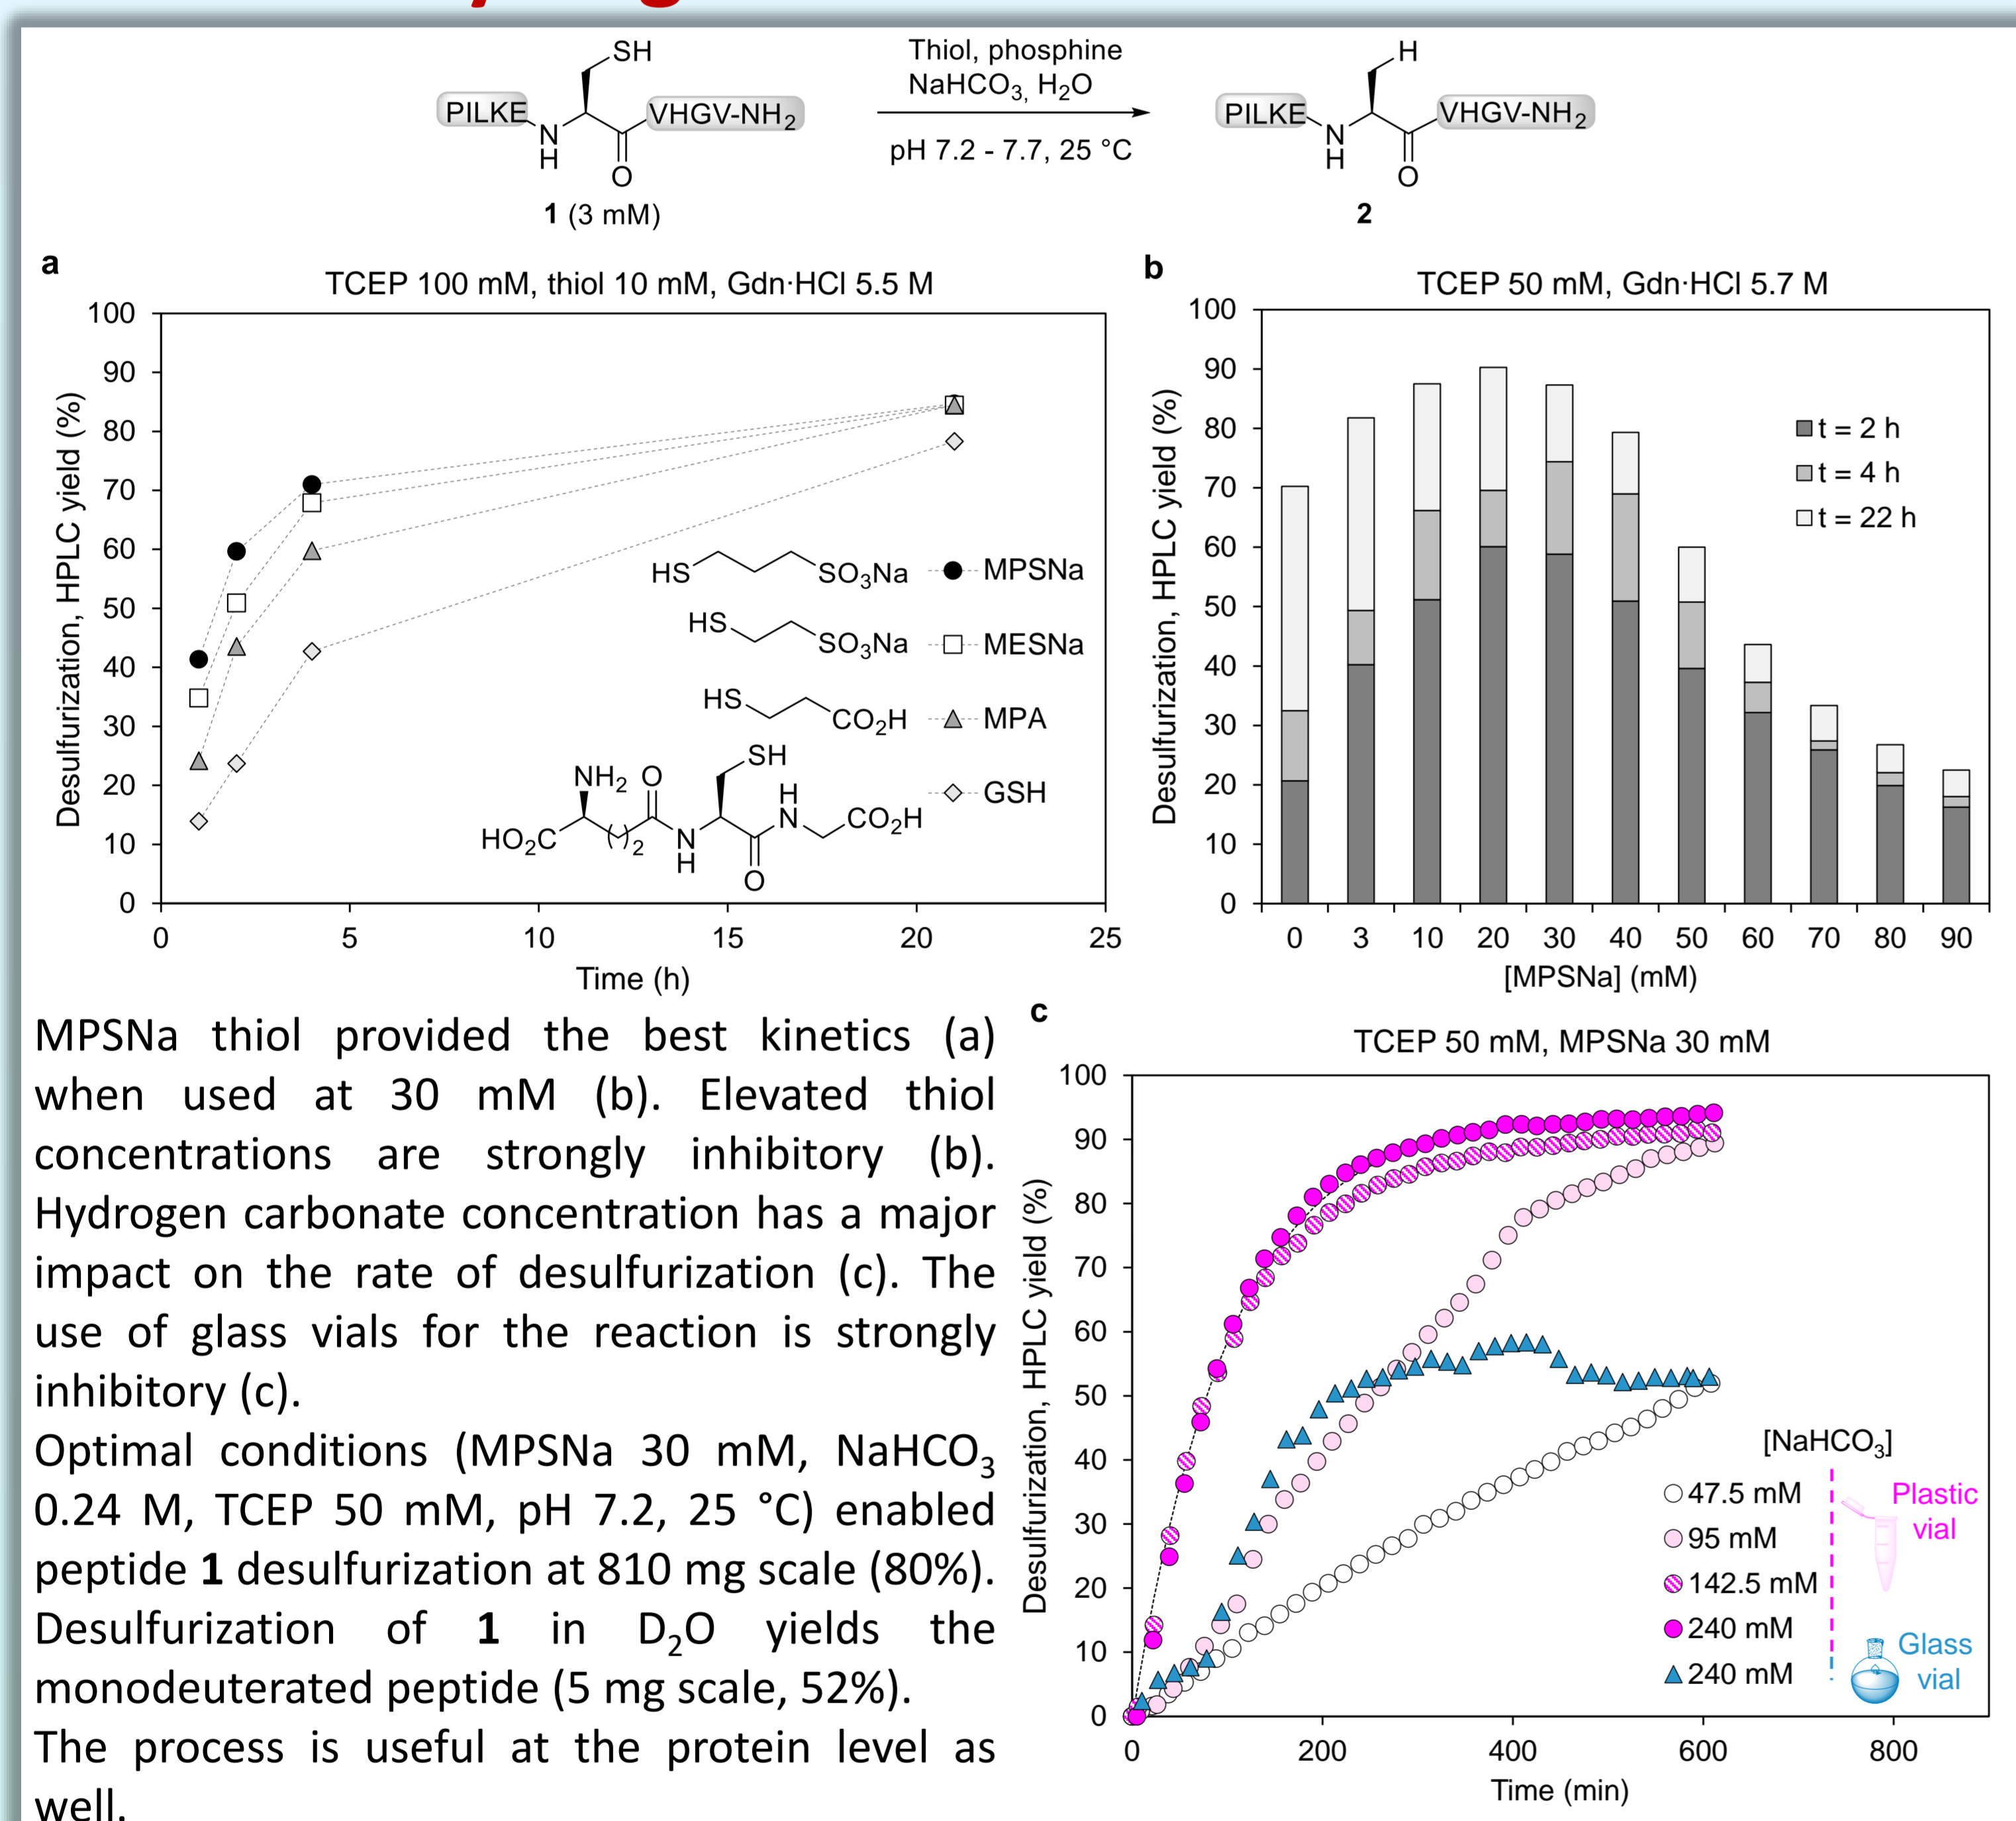 SH
Thiol, phosphine
NaHCO3, H2O
pH 7.2 - 7.7, 25 °C
PILKE
N
H
O
VHGV-NH2
1 (3 mM)
H
PILKE
N
H
O
VHGV-NH2
2
a
TCEP 100 mM, thiol 10 mM, Gdn·HCl 5.5 M
Desulfurization, HPLC yield (%)
100
90
80
70
60
50
40
30
20
10
0
0 5 10 15 20 25
Time (h)
HS SO3Na MPSNa
HS SO3Na MESNa
HS CO2H MPA
SH
NH2 O H
GSH
HO2C ( )2 N N CO2H
H
O
b
TCEP 50 mM, Gdn·HCl 5.7 M
Desulfurization, HPLC yield (%)
100
90
80
70
60
50
40
30
20
10
0
t = 2 h
t = 4 h
t = 22 h
0 3 10 20 30 40 50 60 70 80 90
[MPSNa] (mM)
MPSNa thiol provided the best kinetics (a)
when used at 30 mM (b). Elevated thiol
concentrations are strongly inhibitory (b).
Hydrogen carbonate concentration has a major
impact on the rate of desulfurization (c). The
use of glass vials for the reaction is strongly
inhibitory (c).
Optimal conditions (MPSNa 30 mM, NaHCO3
0.24 M, TCEP 50 mM, pH 7.2, 25 °C) enabled
peptide 1 desulfurization at 810 mg scale (80%).
Desulfurization of 1 in D2O yields the
monodeuterated peptide (5 mg scale, 52%).
The process is useful at the protein level as
well.
c
TCEP 50 mM, MPSNa 30 mM
Desulfurization, HPLC yield (%)
100
90
80
70
60
50
40
30
20
10
0
[NaHCO3]
47.5 mM
95 mM
142.5 mM
240 mM
240 mM
Plastic
vial
Glass
vial
0 200 400 600 800
Time (min)